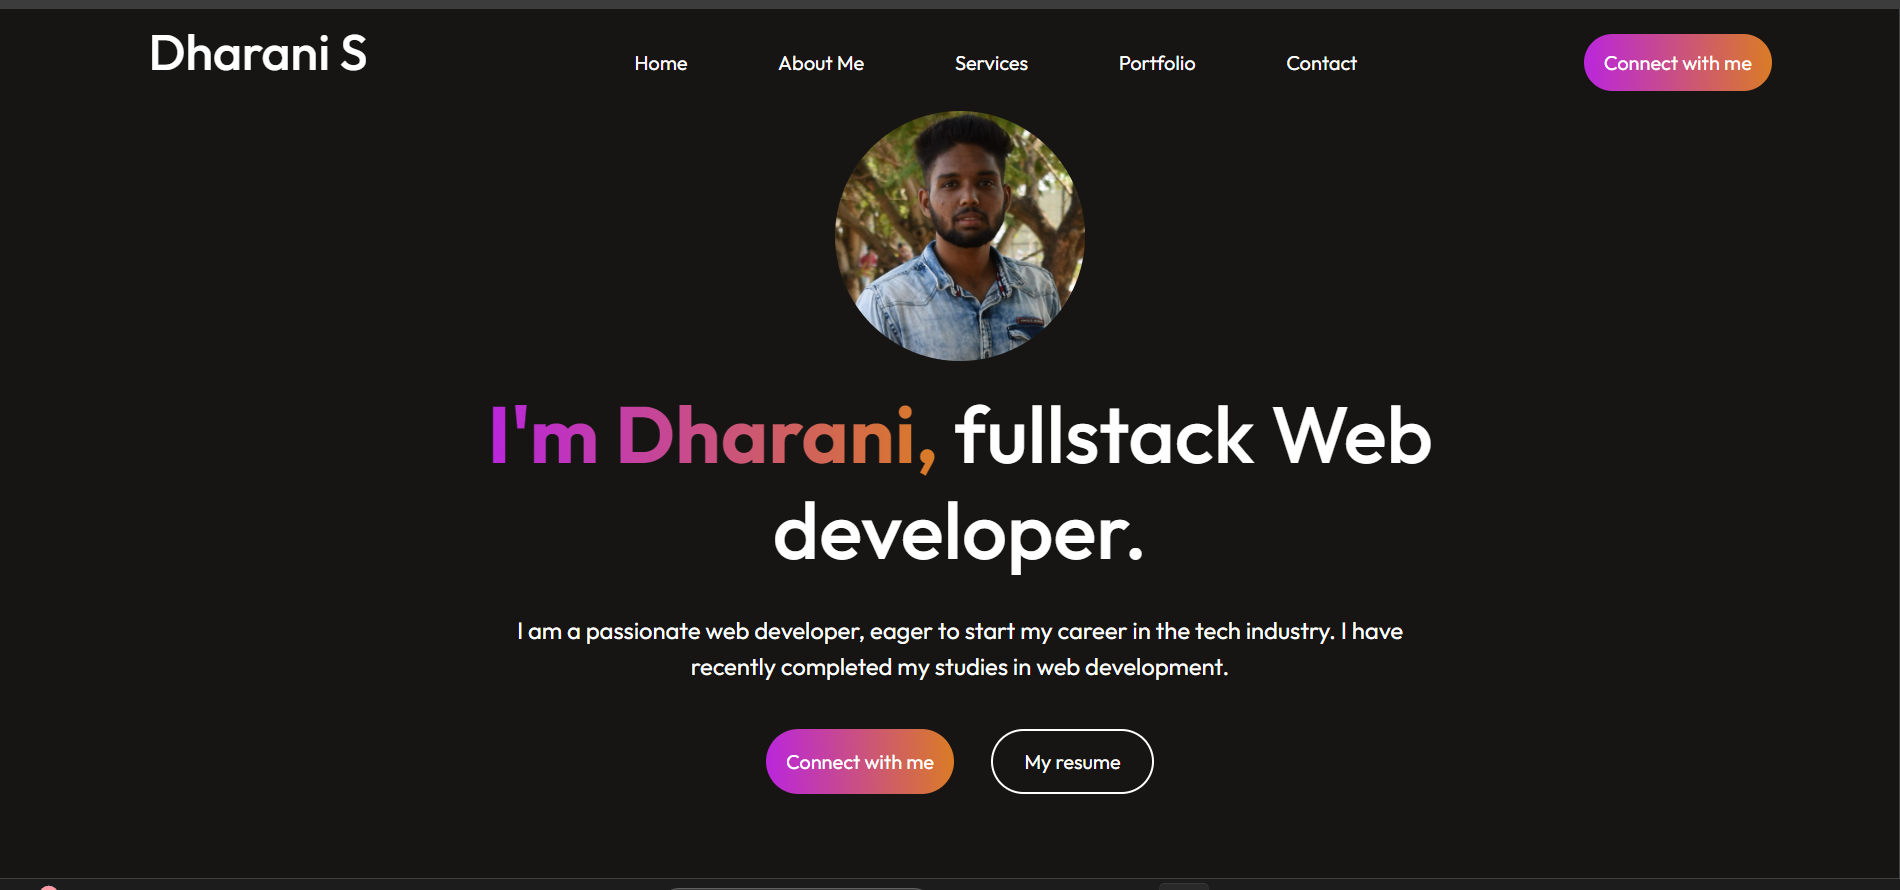 Dharani S
Home
About Me
Services
Portfolio
Contact
Connect with me
I'm Dharani, fullstack Web
developer.
I am a passionate web developer, eager to start my career in the tech industry. I have
recently completed my studies in web development.
Connect with me
My resume